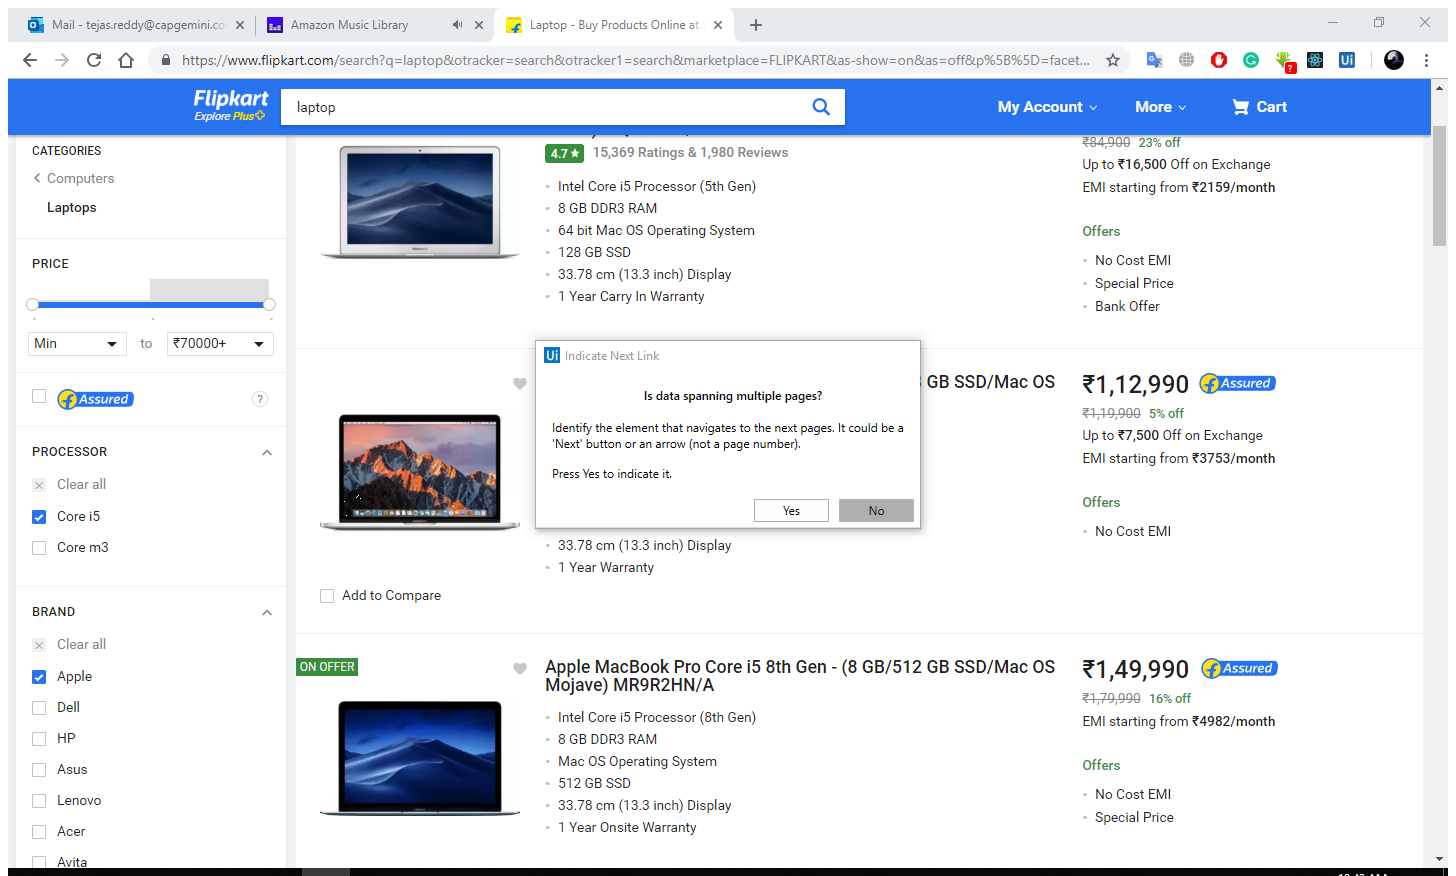 Mail - tejas.reddy@capgemini.co
Amazon Music Library
Laptop - Buy Products Online at
https://www.flipkart.com/search?q=laptop&otracker=search&otracker1=search&marketplace=FLIPKART&as-show=on&as=off&p%5B%5D=facet...
Flipkart
Explore Plus
laptop
My Account
More
Cart
CATEGORIES
Computers
Laptops
PRICE
Min
to
₹70000+
Assured
?
PROCESSOR
Clear all
Core i5
Core m3
BRAND
Clear all
Apple
Dell
HP
Asus
Lenovo
Acer
Avita
4.7★ 15,369 Ratings & 1,980 Reviews
Intel Core i5 Processor (5th Gen)
8 GB DDR3 RAM
64 bit Mac OS Operating System
128 GB SSD
33.78 cm (13.3 inch) Display
1 Year Carry In Warranty
₹84,900 23% off
Up to ₹16,500 Off on Exchange
EMI starting from ₹2159/month
Offers
No Cost EMI
Special Price
Bank Offer
Ui Indicate Next Link
Is data spanning multiple pages?
Identify the element that navigates to the next pages. It could be a
'Next' button or an arrow (not a page number).
Press Yes to indicate it.
Yes
No
GB SSD/Mac OS
33.78 cm (13.3 inch) Display
1 Year Warranty
Add to Compare
₹1,12,990 Assured
₹1,19,900 5% off
Up to ₹7,500 Off on Exchange
EMI starting from ₹3753/month
Offers
No Cost EMI
ON OFFER
Apple MacBook Pro Core i5 8th Gen - (8 GB/512 GB SSD/Mac OS
Mojave) MR9R2HN/A
Intel Core i5 Processor (8th Gen)
8 GB DDR3 RAM
Mac OS Operating System
512 GB SSD
33.78 cm (13.3 inch) Display
1 Year Onsite Warranty
₹1,49,990 Assured
₹1,79,990 16% off
EMI starting from ₹4982/month
Offers
No Cost EMI
Special Price